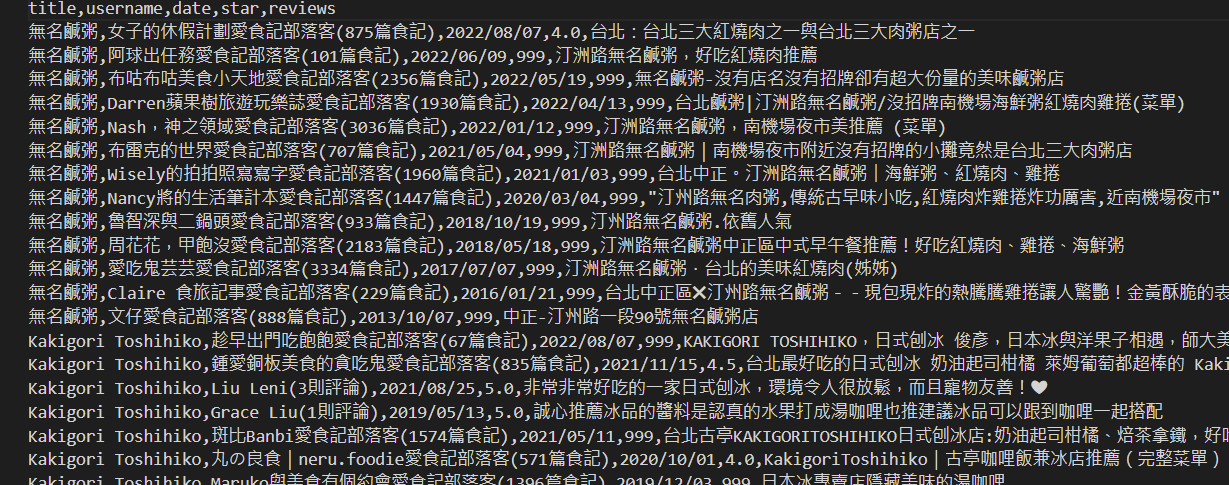 title,username,date,star,reviews
無名鹹粥,女子的休假計劃愛食記部落客(875篇食記),2022/08/07,4.0,台北：台北三大紅燒肉之一與台北三大肉粥店之一
無名鹹粥,阿球出任務愛食記部落客(101篇食記),2022/06/09,999,汀洲路無名鹹粥，好吃紅燒肉推薦
無名鹹粥,布咕布咕美食小天地愛食記部落客(2356篇食記),2022/05/19,999,無名鹹粥-沒有店名沒有招牌卻有超大份量的美味鹹粥店
無名鹹粥,Darren蘋果樹旅遊玩樂誌愛食記部落客(1930篇食記),2022/04/13,999,台北鹹粥|汀洲路無名鹹粥/沒招牌南機場海鮮粥紅燒肉雞捲(菜單)
無名鹹粥,Nash，神之領域愛食記部落客(3036篇食記),2022/01/12,999,汀洲路無名鹹粥，南機場夜市美推薦 (菜單)
無名鹹粥,布雷克的世界愛食記部落客(707篇食記),2021/05/04,999,汀洲路無名鹹粥｜南機場夜市附近沒有招牌的小攤竟然是台北三大肉粥店
無名鹹粥,Wisely的拍拍照寫寫字愛食記部落客(1960篇食記),2021/01/03,999,台北中正。汀洲路無名鹹粥｜海鮮粥、紅燒肉、雞捲
無名鹹粥,Nancy將的生活筆計本愛食記部落客(1447篇食記),2020/03/04,999,"汀州路無名肉粥,傳統古早味小吃,紅燒肉炸雞捲炸功厲害,近南機場夜市"
無名鹹粥,魯智深與二鍋頭愛食記部落客(933篇食記),2018/10/19,999,汀州路無名鹹粥.依舊人氣
無名鹹粥,周花花，甲飽沒愛食記部落客(2183篇食記),2018/05/18,999,汀洲路無名鹹粥中正區中式早午餐推薦！好吃紅燒肉、雞捲、海鮮粥
無名鹹粥,愛吃鬼芸芸愛食記部落客(3334篇食記),2017/07/07,999,汀洲路無名鹹粥．台北的美味紅燒肉(姊姊)
無名鹹粥,Claire 食旅記事愛食記部落客(229篇食記),2016/01/21,999,台北中正區❌汀州路無名鹹粥－－現包現炸的熱騰騰雞捲讓人驚艷！金黃酥脆的表
無名鹹粥,文仔愛食記部落客(888篇食記),2013/10/07,999,中正-汀州路一段90號無名鹹粥店
Kakigori Toshihiko,趁早出門吃飽飽愛食記部落客(67篇食記),2022/08/07,999,KAKIGORI TOSHIHIKO，日式刨冰 俊彥，日本冰與洋果子相遇，師大美
Kakigori Toshihiko,鍾愛銅板美食的貪吃鬼愛食記部落客(835篇食記),2021/11/15,4.5,台北最好吃的日式刨冰 奶油起司柑橘 萊姆葡萄都超棒的 Kaki
Kakigori Toshihiko,Liu Leni(3則評論),2021/08/25,5.0,非常非常好吃的一家日式刨冰，環境令人很放鬆，而且寵物友善！🤍
Kakigori Toshihiko,Grace Liu(1則評論),2019/05/13,5.0,誠心推薦冰品的醬料是認真的水果打成湯咖哩也推建議冰品可以跟到咖哩一起搭配
Kakigori Toshihiko,斑比Banbi愛食記部落客(1574篇食記),2021/05/11,999,台北古亭KAKIGORITOSHIHIKO日式刨冰店:奶油起司柑橘、焙茶拿鐵，好吃
Kakigori Toshihiko,丸の良食｜neru.foodie愛食記部落客(571篇食記),2020/10/01,4.0,KakigoriToshihiko｜古亭咖哩飯兼冰店推薦（完整菜單）
Kakigori Toshihiko,Maruko與美食有個約會愛食記部落客(1396篇食記),2019/12/03,999,日本冰專賣店隱藏美味的湯咖哩